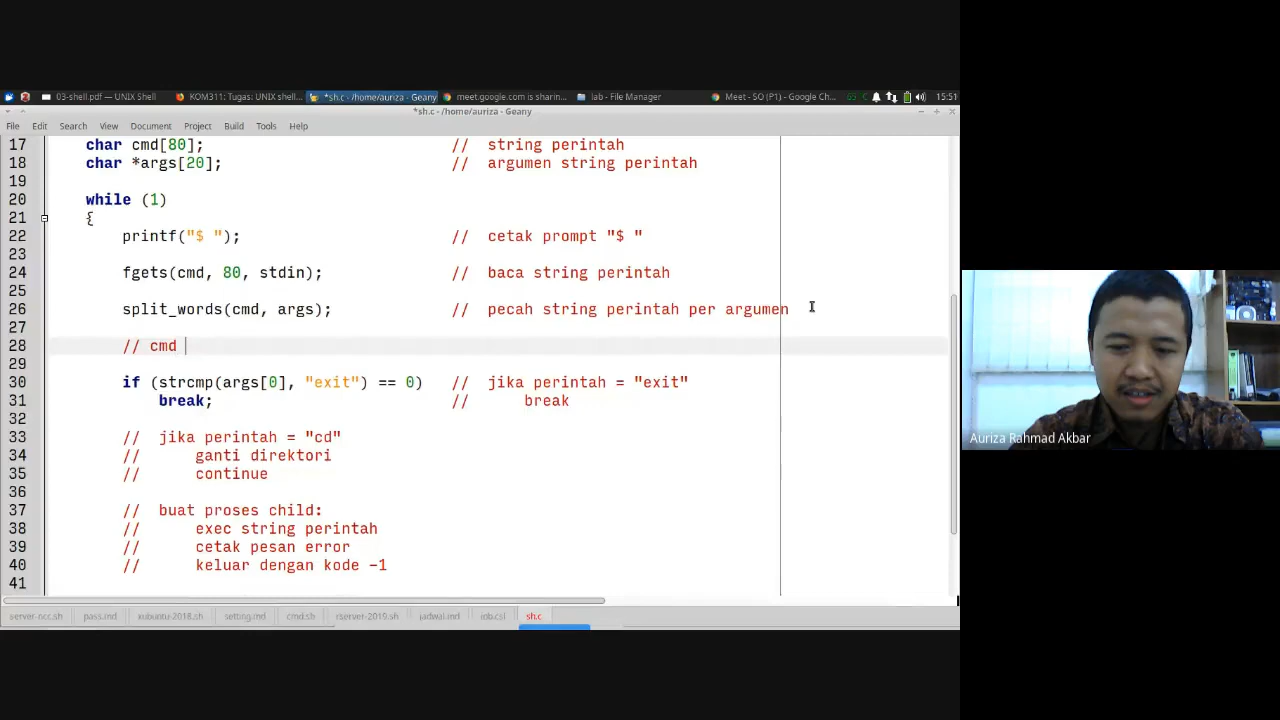 03-shell.pdf — UNIX Shell
KOM311: Tugas: UNIX shell...
*sh.c - /home/auriza - Geany
meet.google.com is sharin...
lab - File Manager
Meet - SO (P1) - Google Ch...
65°C
15:51
*sh.c - /home/auriza - Geany
File Edit Search View Document Project Build Tools Help
17 char cmd[80]; // string perintah
18 char *args[20]; // argumen string perintah
19
20 while (1)
21 {
22 printf("$ "); // cetak prompt "$ "
23
24 fgets(cmd, 80, stdin); // baca string perintah
25
26 split_words(cmd, args); // pecah string perintah per argumen
27
28 // cmd
29
30 if (strcmp(args[0], "exit") == 0) // jika perintah = "exit"
31 break; // break
32
33 // jika perintah = "cd"
34 // ganti direktori
35 // continue
36
37 // buat proses child:
38 // exec string perintah
39 // cetak pesan error
40 // keluar dengan kode -1
41
server-ncc.sh pass.md xubuntu-2018.sh setting.md cmd.sh rserver-2019.sh jadwal.md job.csl sh.c
Auriza Rahmad Akbar